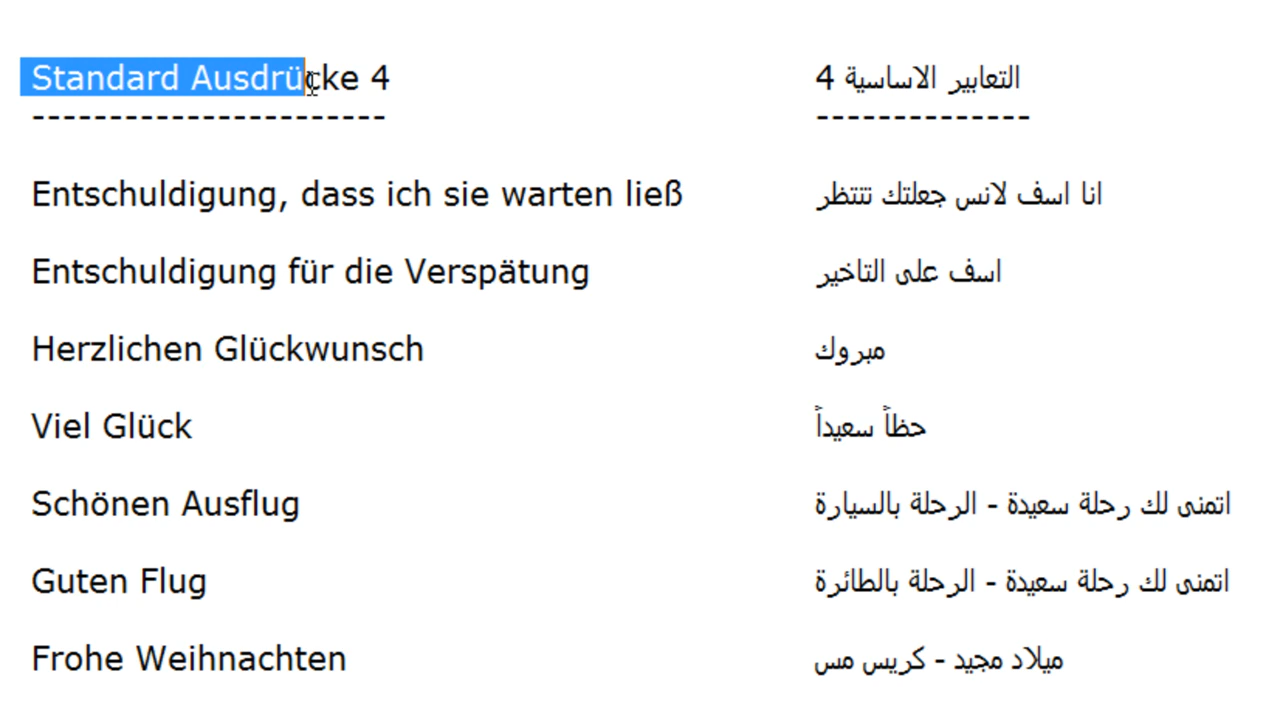 Standard Ausdrücke 4
التعابير الاساسية 4
-----------------------
--------------
Entschuldigung, dass ich sie warten ließ
انا اسف لانس جعلتك تنتظر
Entschuldigung für die Verspätung
اسف على التاخير
Herzlichen Glückwunsch
مبروك
Viel Glück
حظاً سعيداً
Schönen Ausflug
اتمنى لك رحلة سعيدة - الرحلة بالسيارة
Guten Flug
اتمنى لك رحلة سعيدة - الرحلة بالطائرة
Frohe Weihnachten
ميلاد مجيد - كريس مس